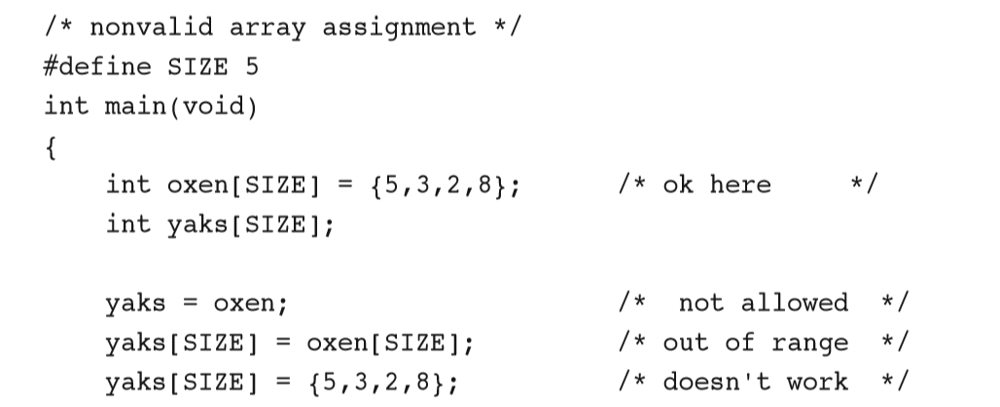 /* nonvalid array assignment */
#define SIZE 5
int main(void)
{
    int oxen[SIZE] = {5,3,2,8};      /* ok here     */
    int yaks[SIZE];

    yaks = oxen;                     /*  not allowed  */
    yaks[SIZE] = oxen[SIZE];         /* out of range  */
    yaks[SIZE] = {5,3,2,8};          /* doesn't work  */